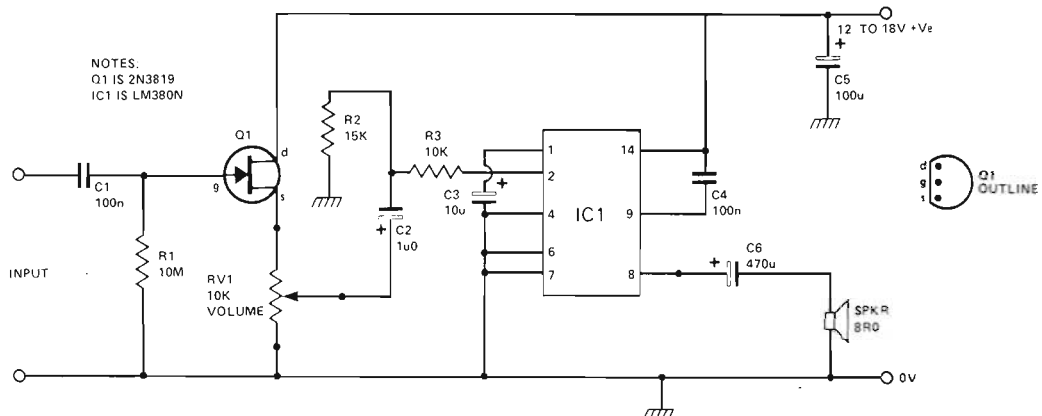 12 TO 18V +Ve
NOTES.
Q1 IS 2N3819
IC1 IS LM380N
C5
100u
R2
15K
R3
10K
Q1
d
g
s
C1
100n
1
2
4
6
7
14
9
8
IC1
C3
10u
C4
100n
d
g
s
Q1
OUTLINE
C2
1u0
R1
10M
INPUT
RV1
10K
VOLUME
C6
470u
SPKR
8R0
0V